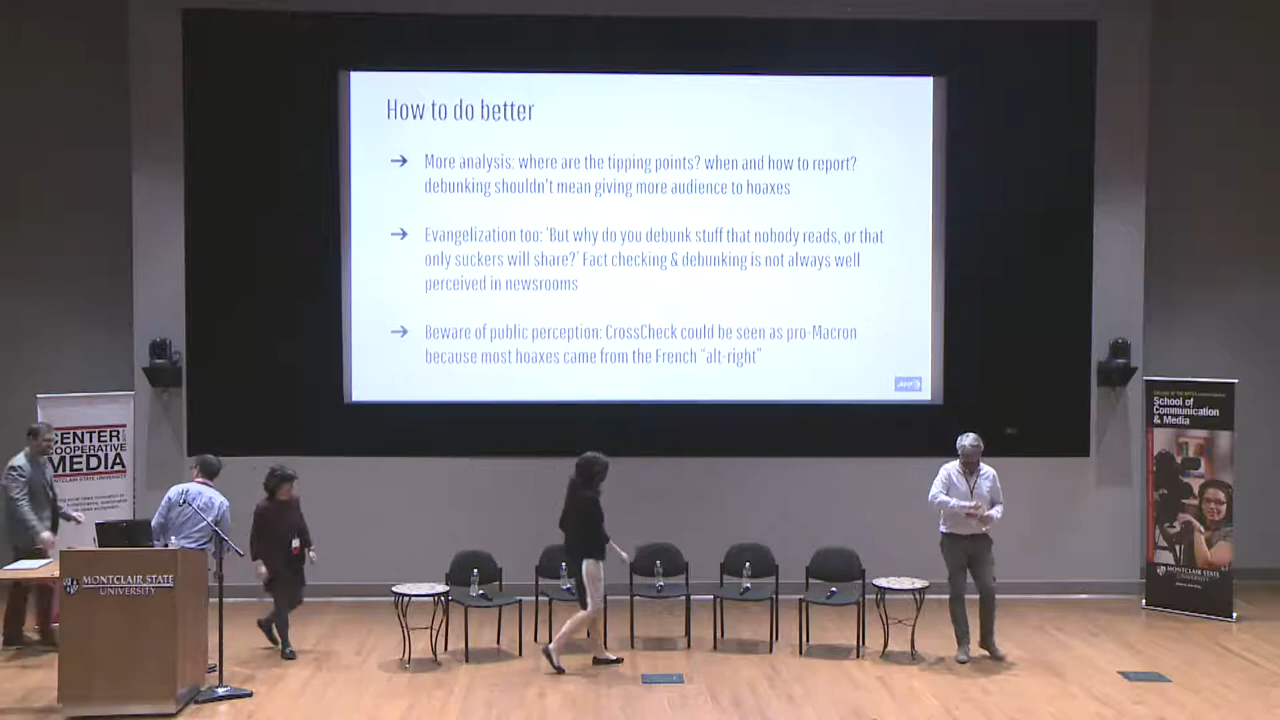 How to do better
→ More analysis: where are the tipping points? when and how to report?
debunking shouldn't mean giving more audience to hoaxes
→ Evangelization too: 'But why do you debunk stuff that nobody reads, or that
only suckers will share?' Fact checking & debunking is not always well
perceived in newsrooms
→ Beware of public perception: CrossCheck could be seen as pro-Macron
because most hoaxes came from the French "alt-right"
AFP
CENTER
COOPERATIVE
MEDIA
MONTCLAIR STATE UNIVERSITY
MONTCLAIR STATE
UNIVERSITY
School of
Communication
& Media
MONTCLAIR STATE
UNIVERSITY